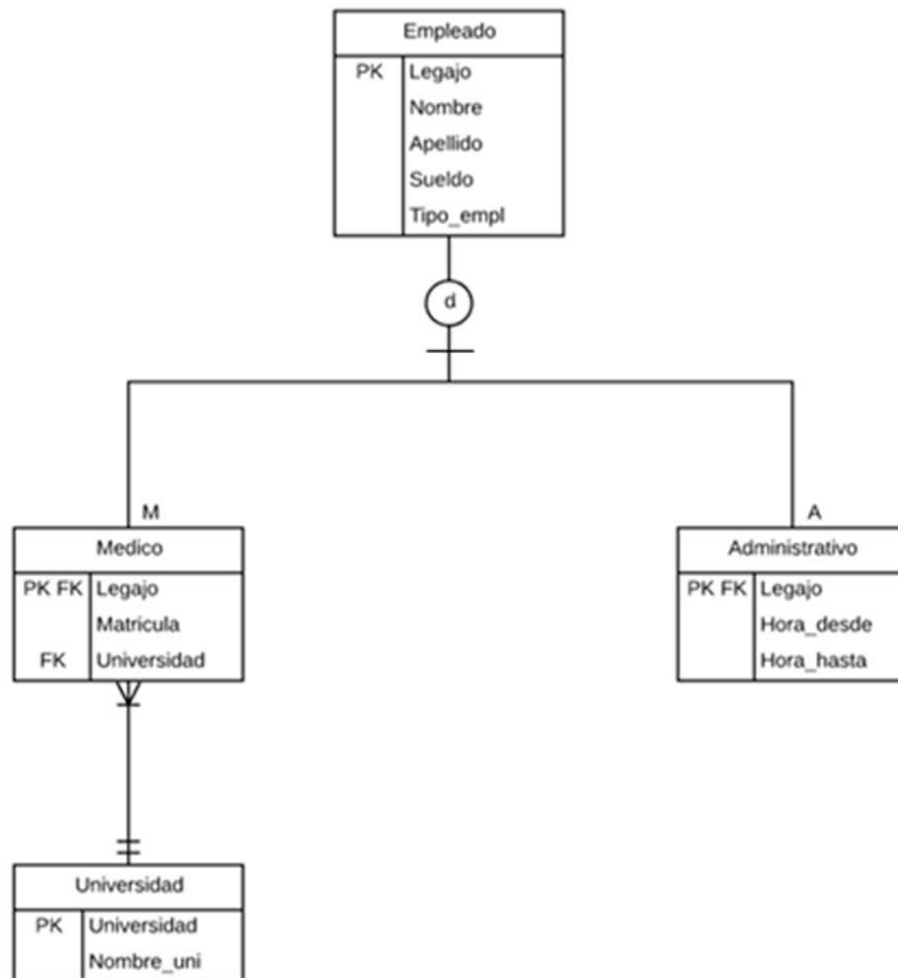 Empleado
PK Legajo
Nombre
Apellido
Sueldo
Tipo_empl
d
M
A
Medico
PK FK Legajo
Matricula
FK Universidad
Administrativo
PK FK Legajo
Hora_desde
Hora_hasta
Universidad
PK Universidad
Nombre_uni